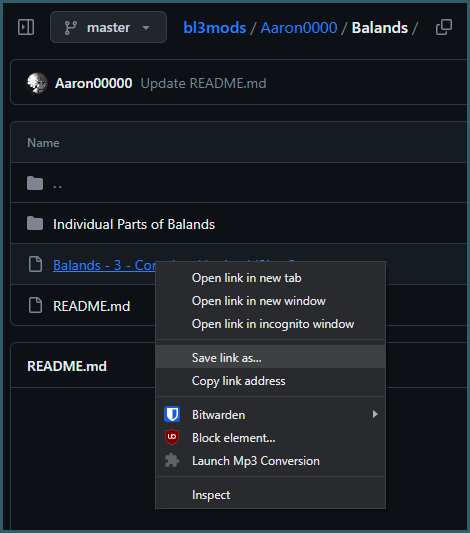 master
bl3mods / Aaron0000 / Balands /
Aaron00000 Update README.md
Name
..
Individual Parts of Balands
Balands - 3 -
README.md
README.md
Open link in new tab
Open link in new window
Open link in incognito window
Save link as...
Copy link address
Bitwarden
UD Block element...
Launch Mp3 Conversion
Inspect